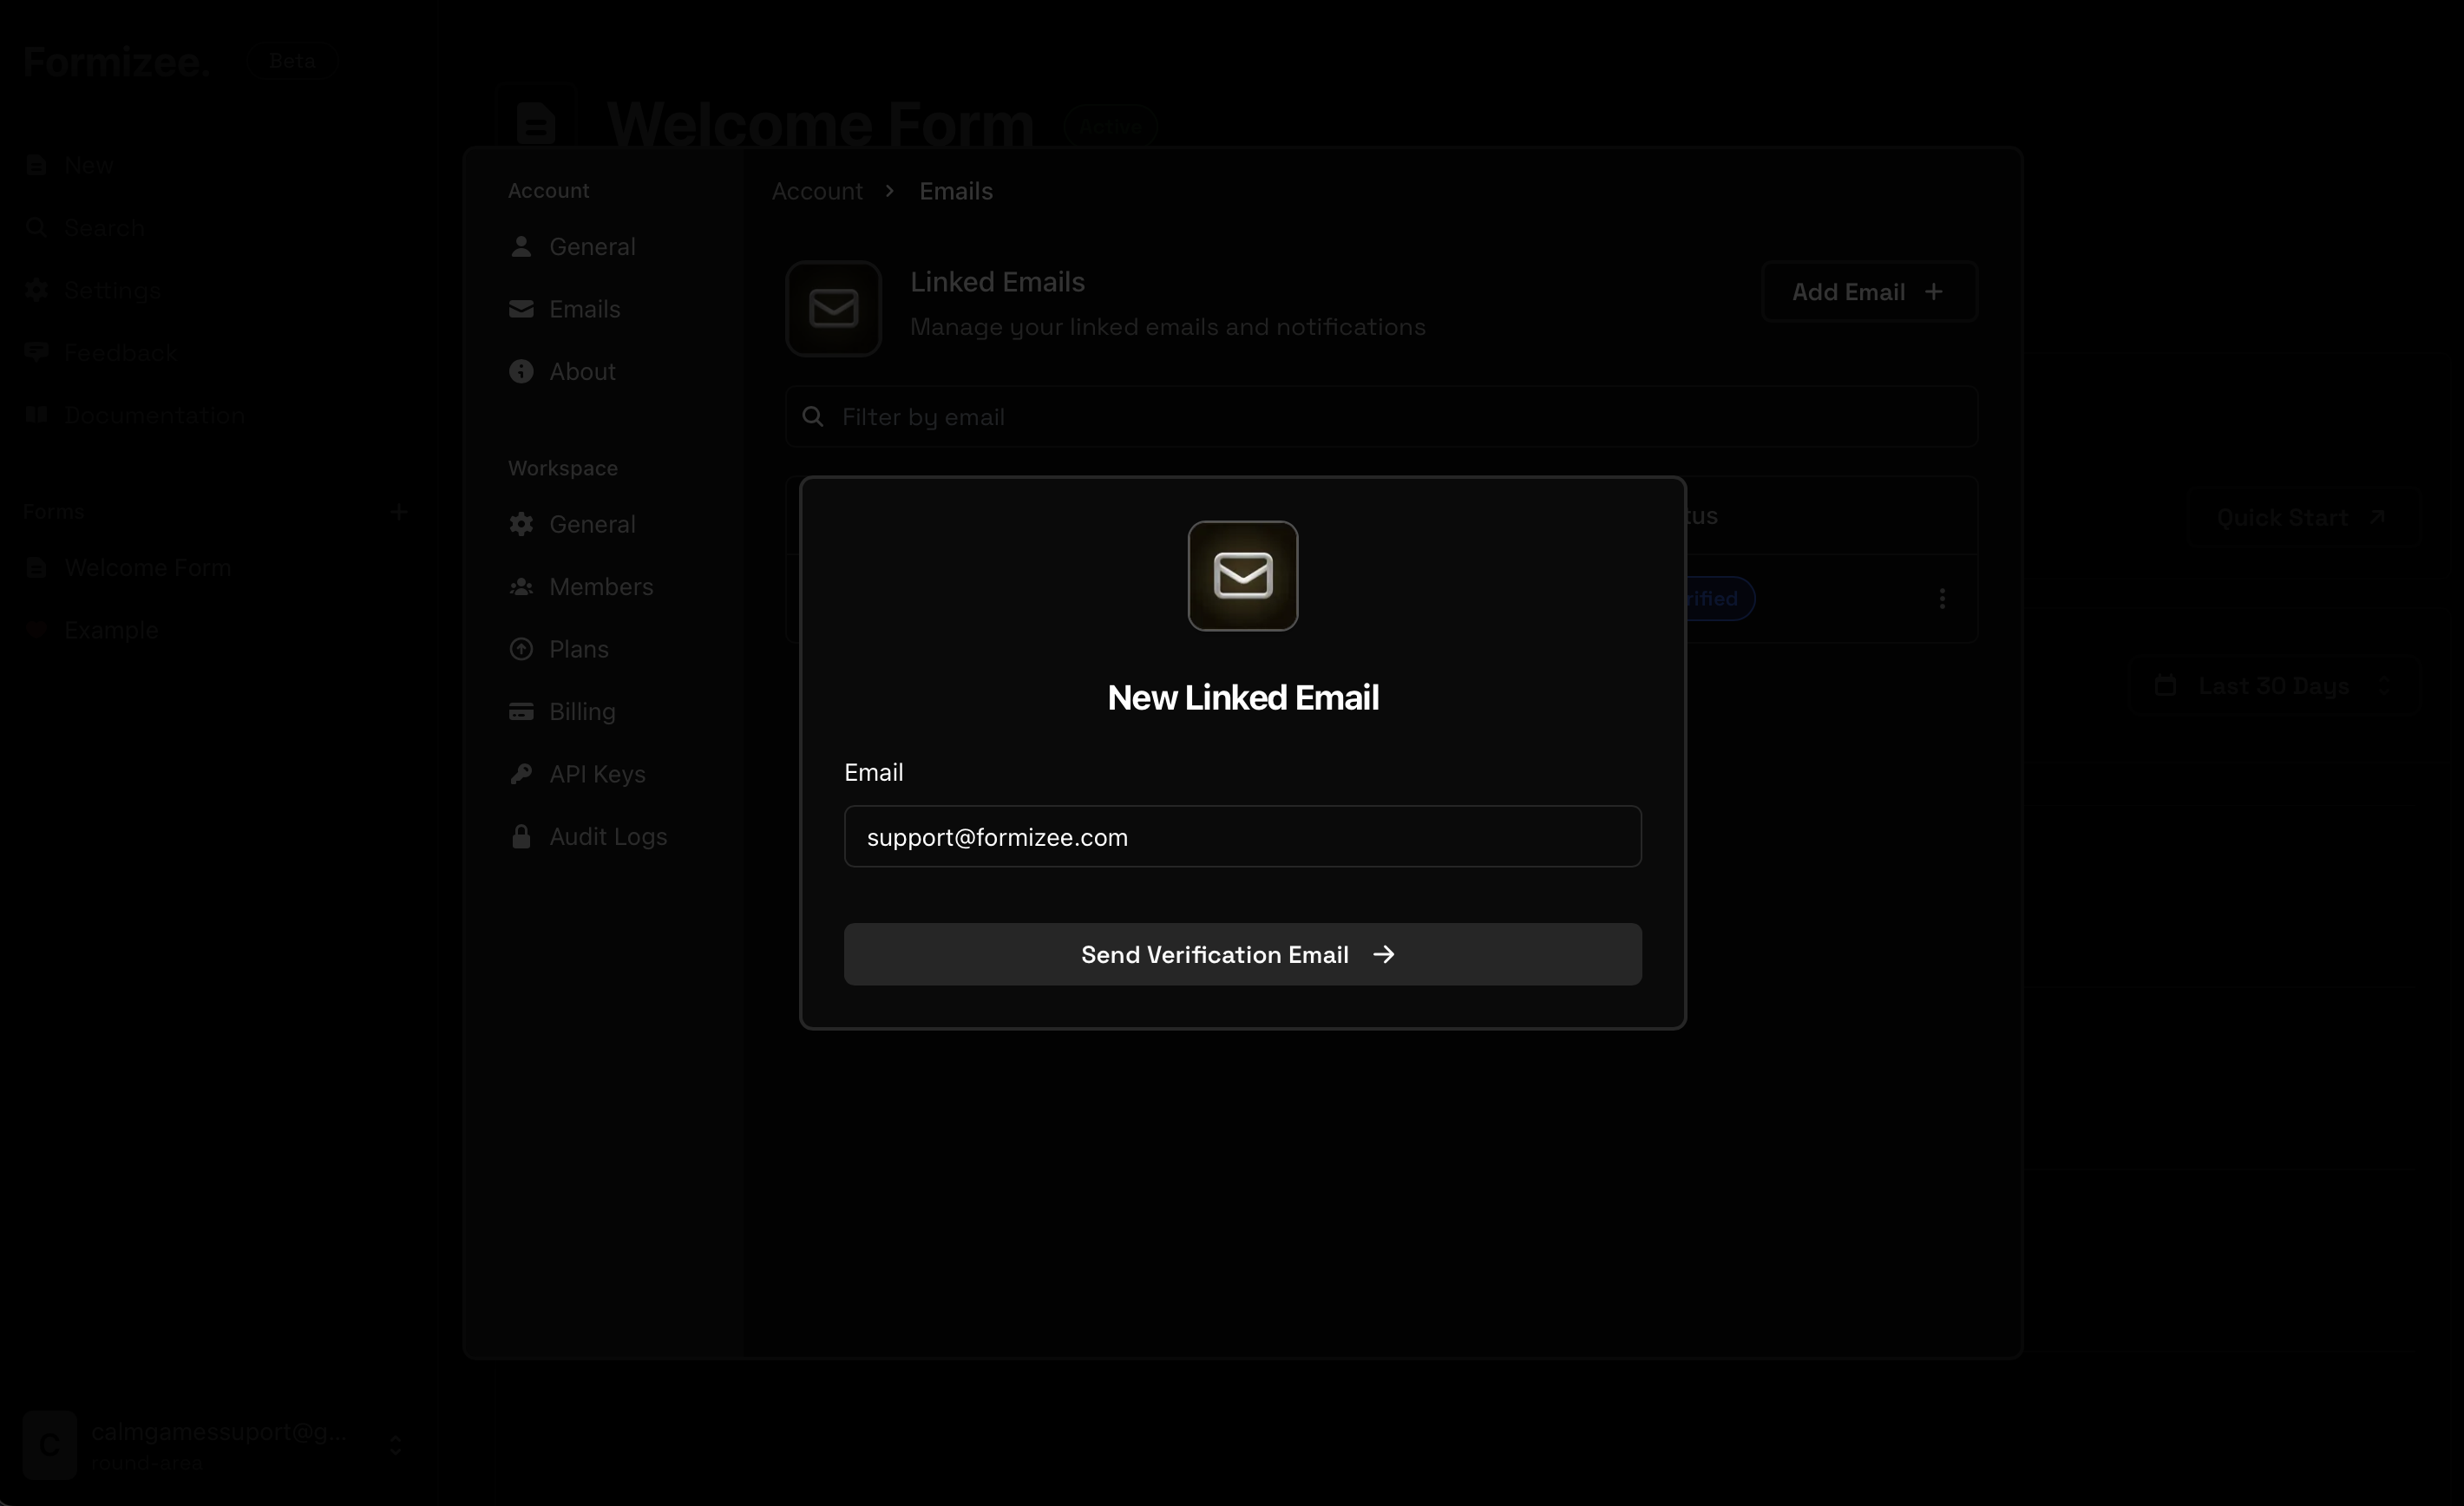 Formizee.
Beta
New
Search
Settings
Feedback
Documentation
Forms
Welcome Form
Example
calmgamessuport@g...
round-area
C
Welcome Form
Active
Quick Start
Last 30 Days
Account
General
Emails
About
Workspace
General
Members
Plans
Billing
API Keys
Audit Logs
Account > Emails
Linked Emails
Manage your linked emails and notifications
Add Email +
Filter by email
tus
rified
New Linked Email
Email
support@formizee.com
Send Verification Email →